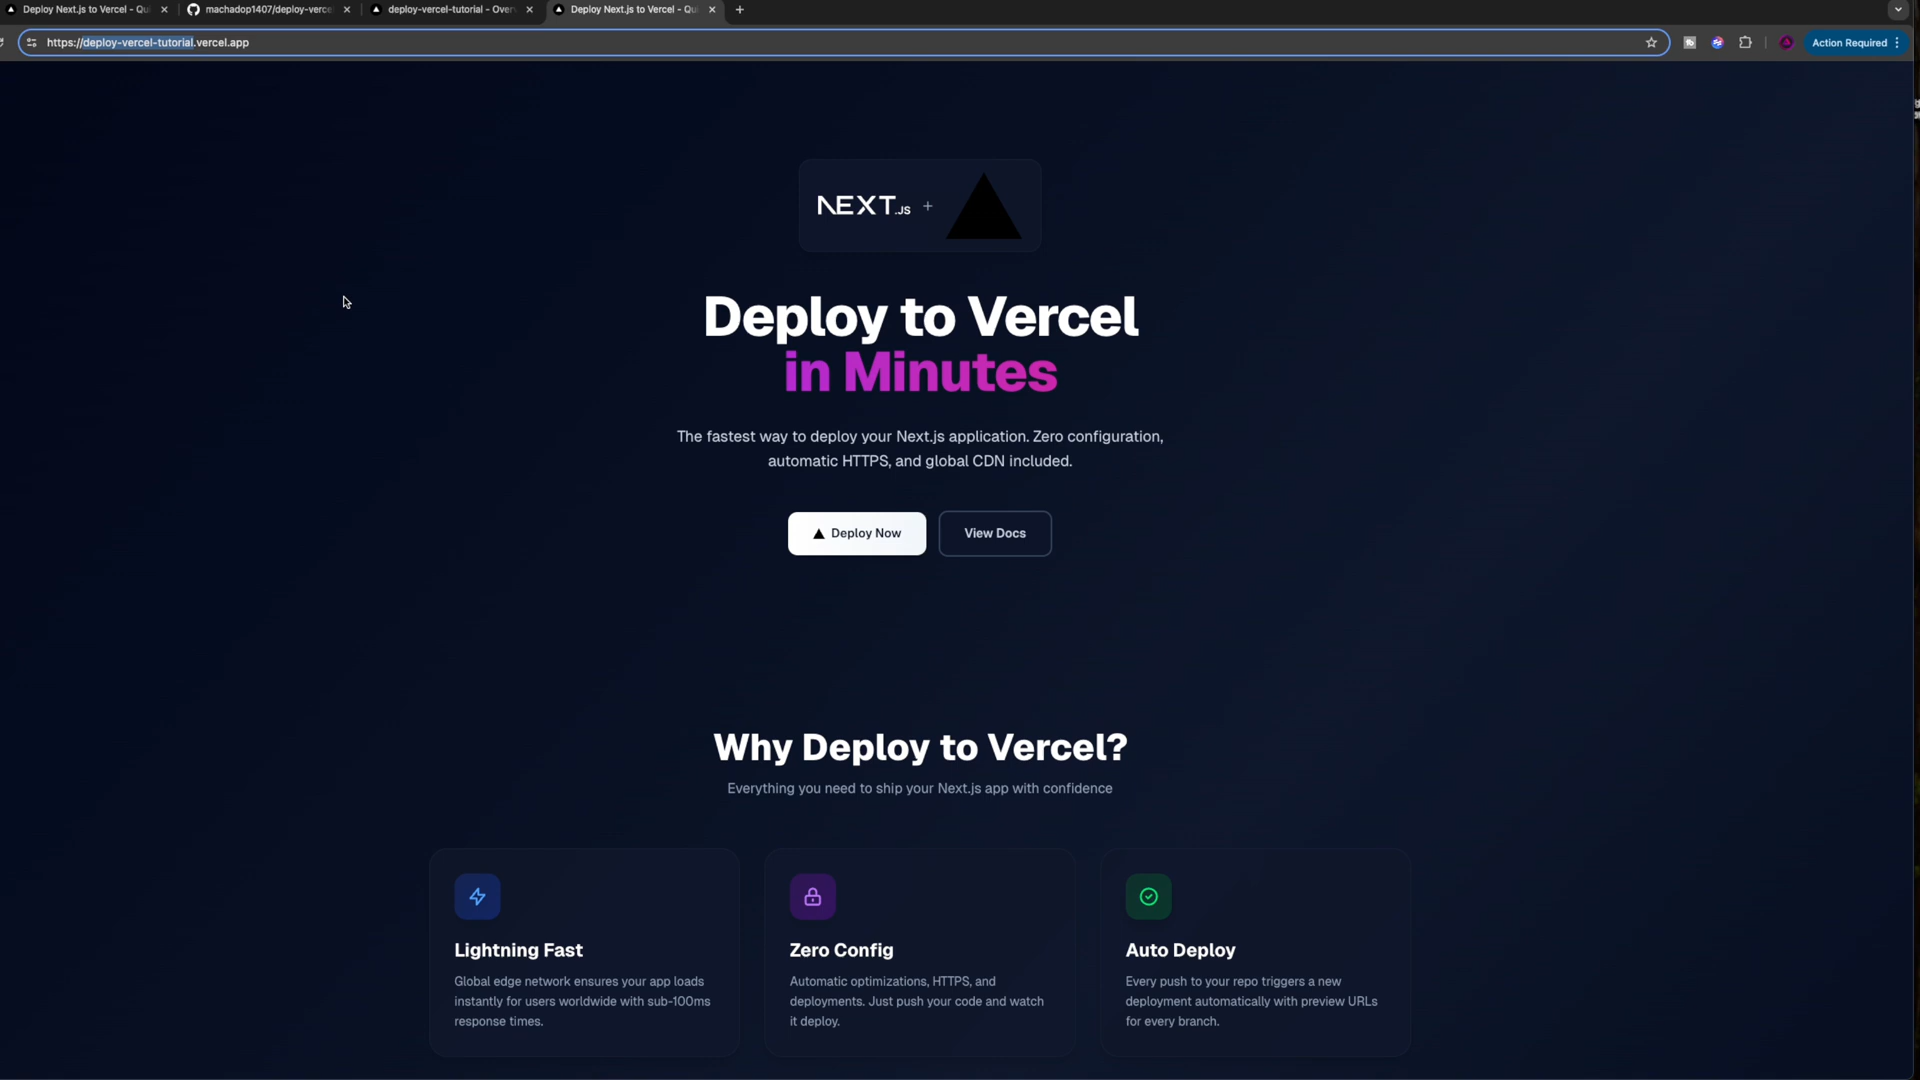 Deploy Next.js to Vercel - Qu
machadop1407/deploy-verce
deploy-vercel-tutorial - Over
Deploy Next.js to Vercel - Qu
https://deploy-vercel-tutorial.vercel.app
Action Required
NEXT.JS +
Deploy to Vercel
in Minutes
The fastest way to deploy your Next.js application. Zero configuration,
automatic HTTPS, and global CDN included.
Deploy Now
View Docs
Why Deploy to Vercel?
Everything you need to ship your Next.js app with confidence
Lightning Fast
Global edge network ensures your app loads
instantly for users worldwide with sub-100ms
response times.
Zero Config
Automatic optimizations, HTTPS, and
deployments. Just push your code and watch
it deploy.
Auto Deploy
Every push to your repo triggers a new
deployment automatically with preview URLs
for every branch.